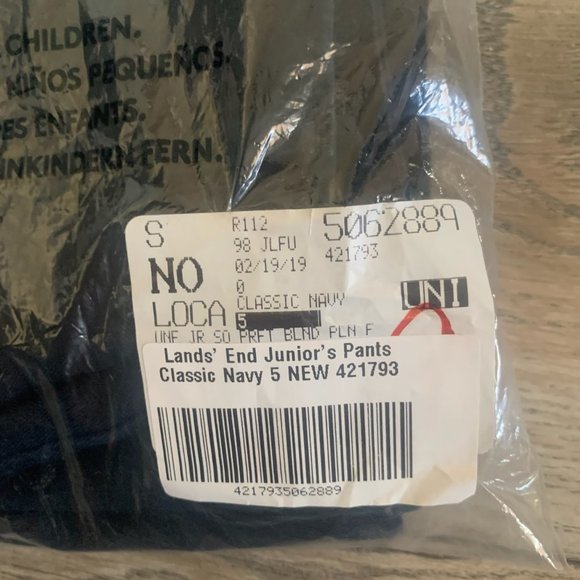 CHILDREN.
NIÑOS PEQUEÑOS.
ES ENFANTS.
INKINDERN FERN.
S R112 5062889
98 JLFU 421793
NO 02/19/19
0
LOCA CLASSIC NAVY UNI
5
UNF JR SO PRFT BLND PLN F
Lands' End Junior's Pants
Classic Navy 5 NEW 421793
4217935062889